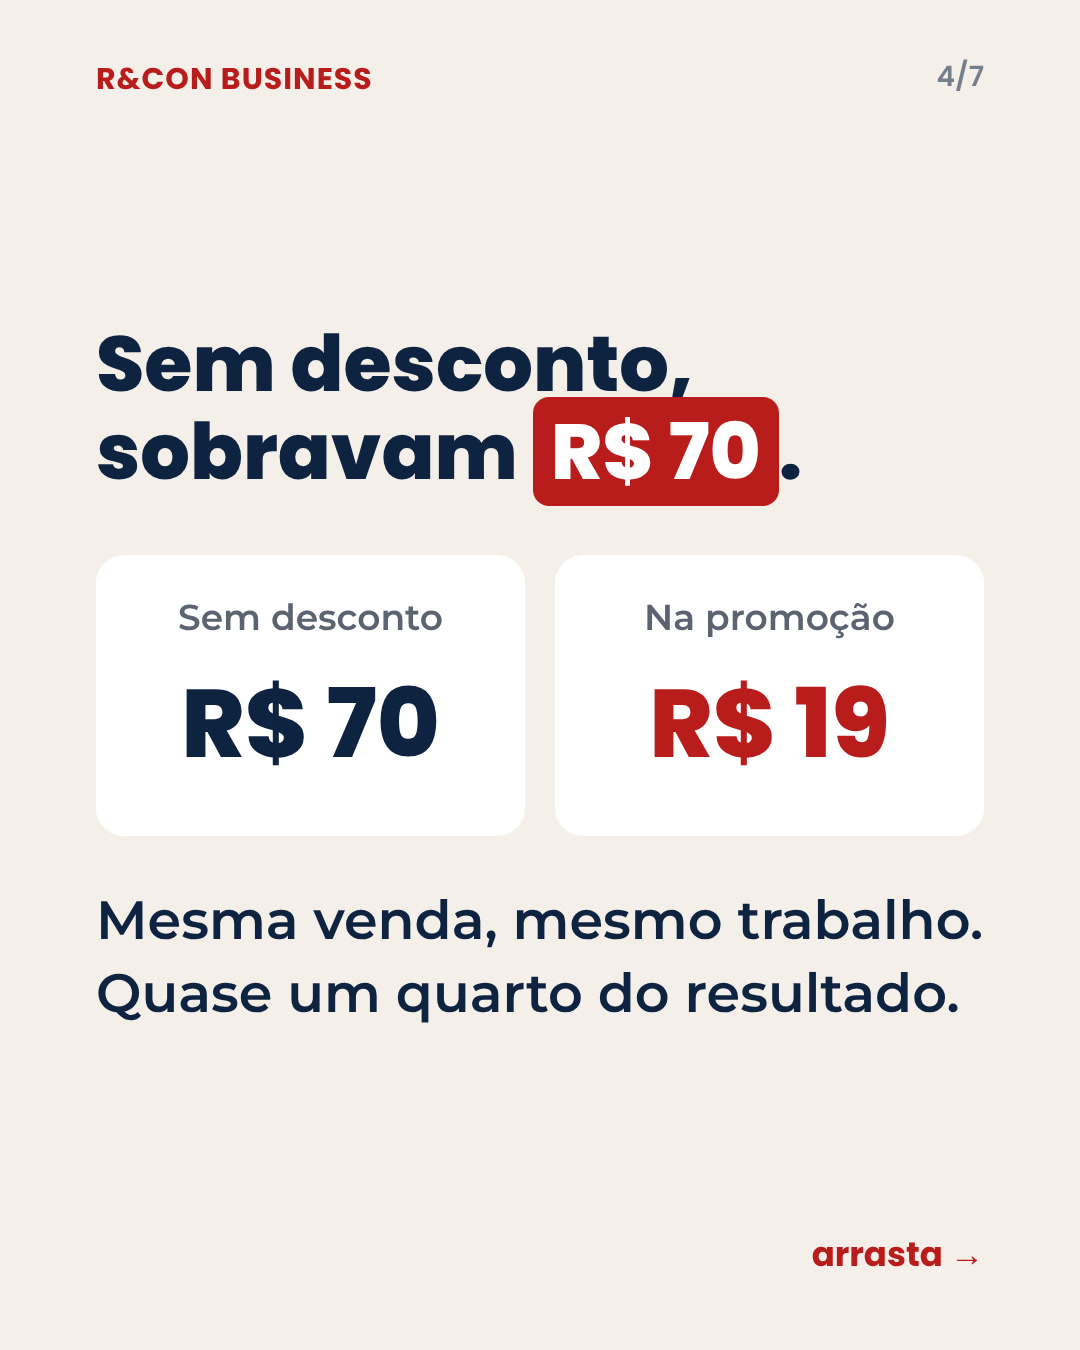 R&CON BUSINESS
4/7
Sem desconto,
sobravam R$ 70.
Sem desconto
R$ 70
Na promoção
R$ 19
Mesma venda, mesmo trabalho.
Quase um quarto do resultado.
arrasta →